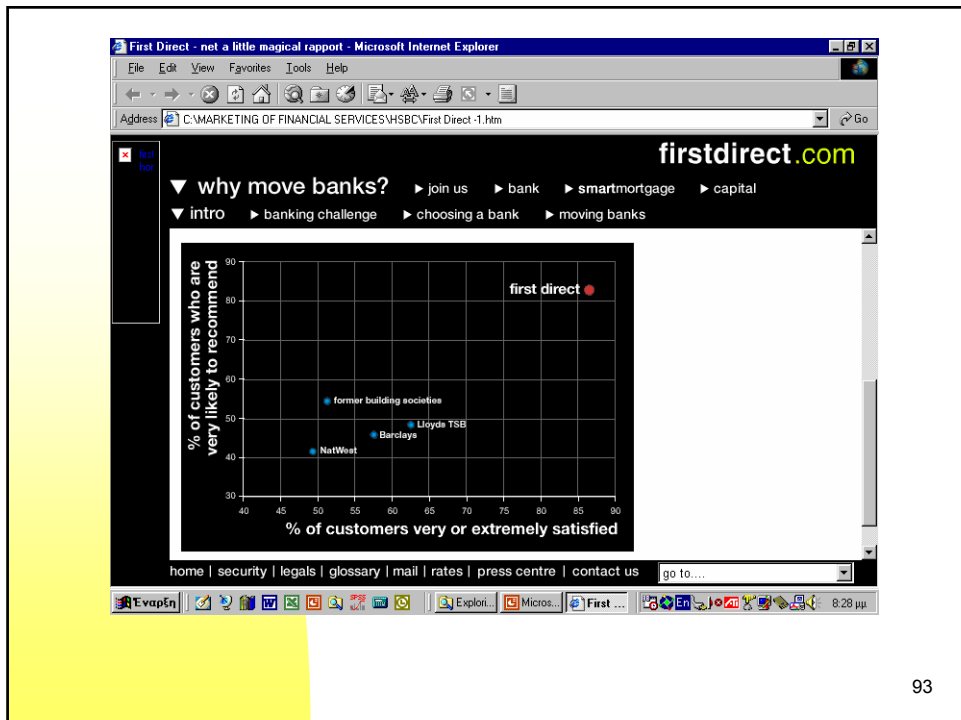 First Direct - net a little magical rapport - Microsoft Internet Explorer
File Edit View Favorites Tools Help
Address C:\MARKETING OF FINANCIAL SERVICES\HSBC\First Direct -1.htm Go
firstdirect.com
why move banks? join us bank smartmortgage capital
intro banking challenge choosing a bank moving banks
% of customers who are
very likely to recommend
90
80
70
60
50
40
30
first direct
former building societies
Lloyds TSB
Barclays
NatWest
40 45 50 55 60 65 70 75 80 85 90
% of customers very or extremely satisfied
home | security | legals | glossary | mail | rates | press centre | contact us go to....
Έναρξη Explori... Micros... First ... En 8:28 μμ
93